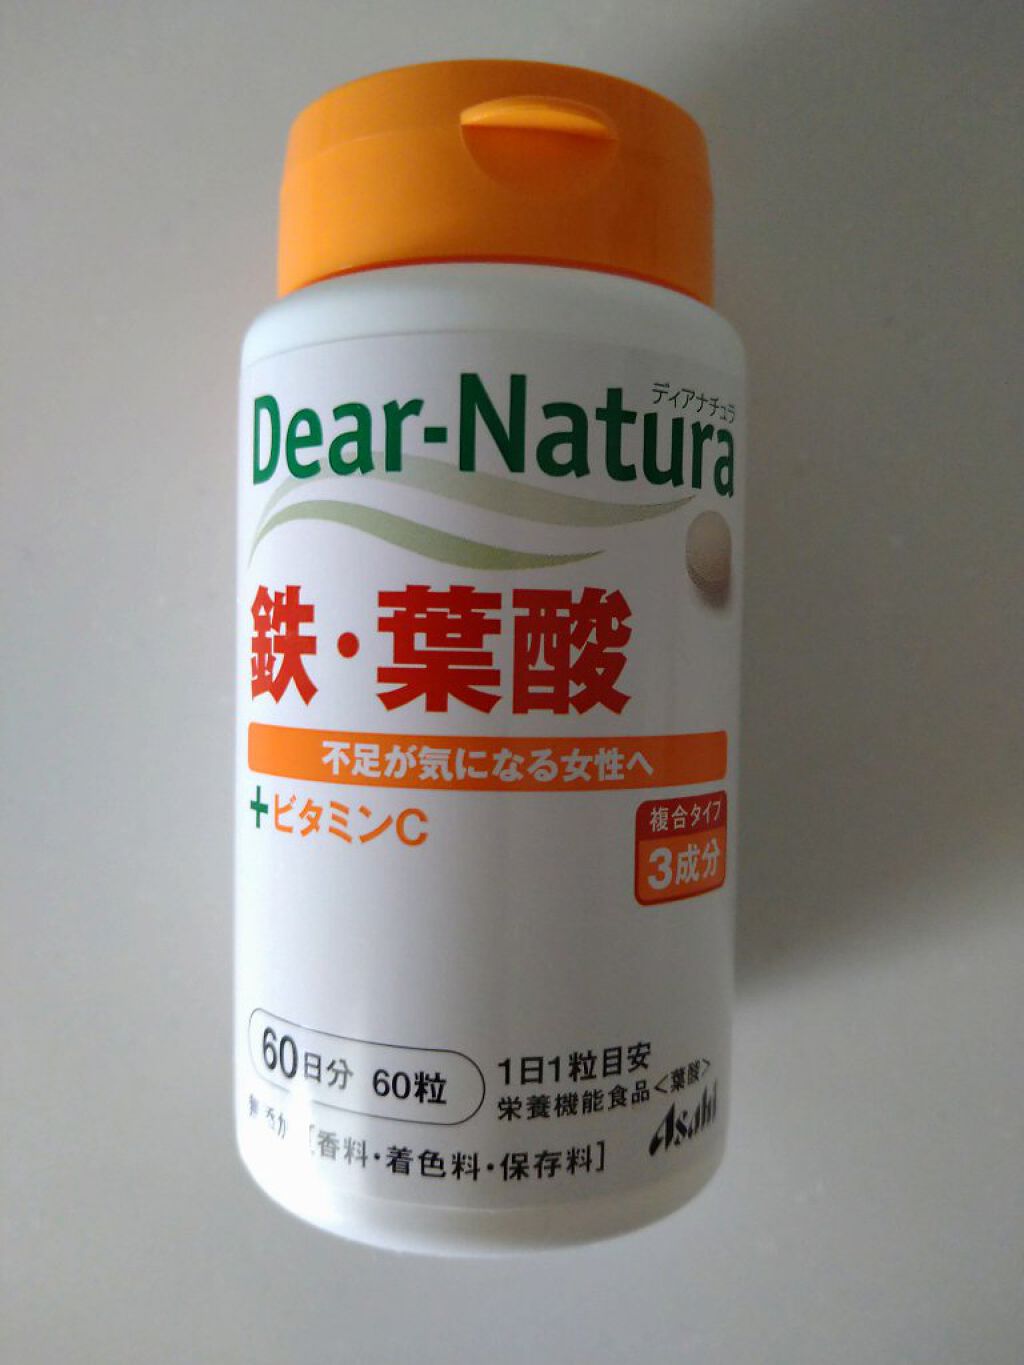 ディアナチュラ
Dear-Natura
鉄・葉酸
不足が気になる女性へ
+ビタミンC
複合タイプ
3成分
60日分 60粒
1日1粒目安
栄養機能食品<葉酸>
無添加 [香料・着色料・保存料]
Asahi